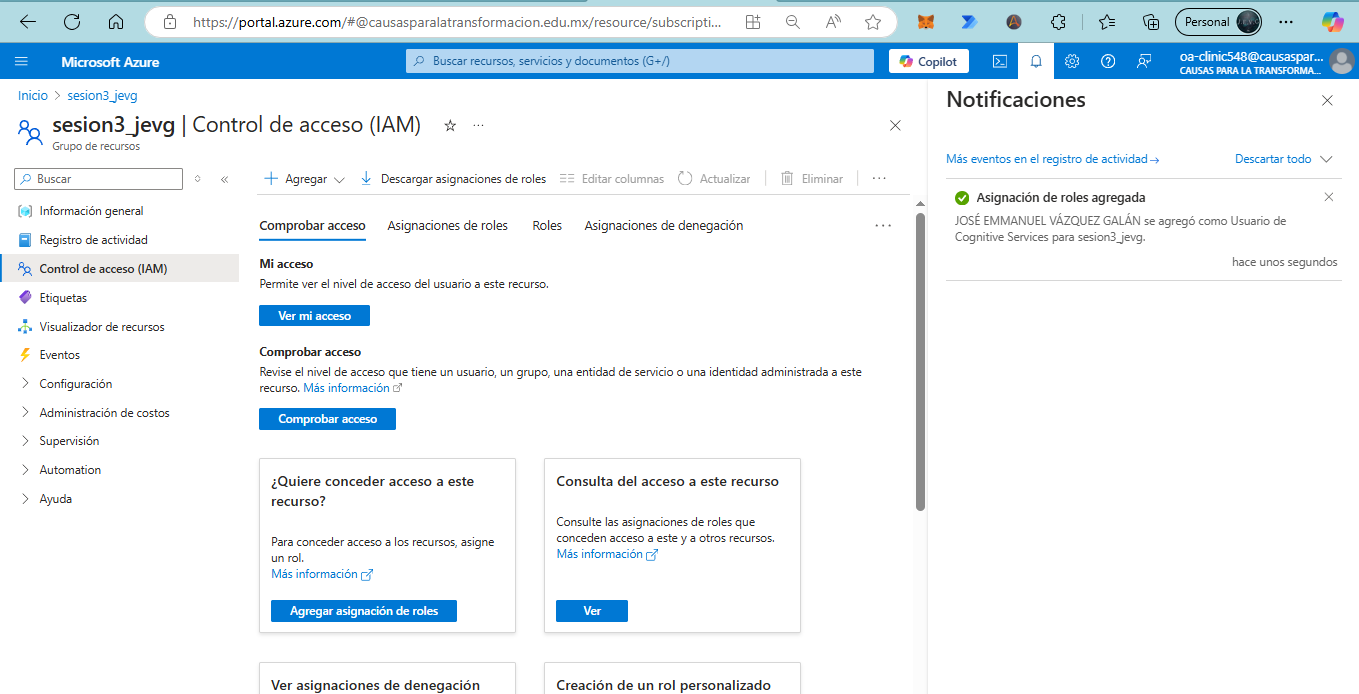 https://portal.azure.com/#@causasparalatransformacion.edu.mx/resource/subscripti...
Personal
Microsoft Azure
Buscar recursos, servicios y documentos (G+/)
Copilot
oa-clinic548@causaspar...
CAUSAS PARA LA TRANSFORMA...
Inicio > sesion3_jevg
sesion3_jevg | Control de acceso (IAM)
Grupo de recursos
Buscar
Información general
Registro de actividad
Control de acceso (IAM)
Etiquetas
Visualizador de recursos
Eventos
Configuración
Administración de costos
Supervisión
Automation
Ayuda
Agregar
Descargar asignaciones de roles
Editar columnas
Actualizar
Eliminar
Comprobar acceso
Asignaciones de roles
Roles
Asignaciones de denegación
Mi acceso
Permite ver el nivel de acceso del usuario a este recurso.
Ver mi acceso
Comprobar acceso
Revise el nivel de acceso que tiene un usuario, un grupo, una entidad de servicio o una identidad administrada a este
recurso. Más información
Comprobar acceso
¿Quiere conceder acceso a este
recurso?
Para conceder acceso a los recursos, asigne
un rol.
Más información
Agregar asignación de roles
Consulta del acceso a este recurso
Consulte las asignaciones de roles que
conceden acceso a este y a otros recursos.
Más información
Ver
Ver asignaciones de denegación
Creación de un rol personalizado
Notificaciones
Más eventos en el registro de actividad→
Descartar todo
Asignación de roles agregada
JOSÉ EMMANUEL VÁZQUEZ GALÁN se agregó como Usuario de
Cognitive Services para sesion3_jevg.
hace unos segundos